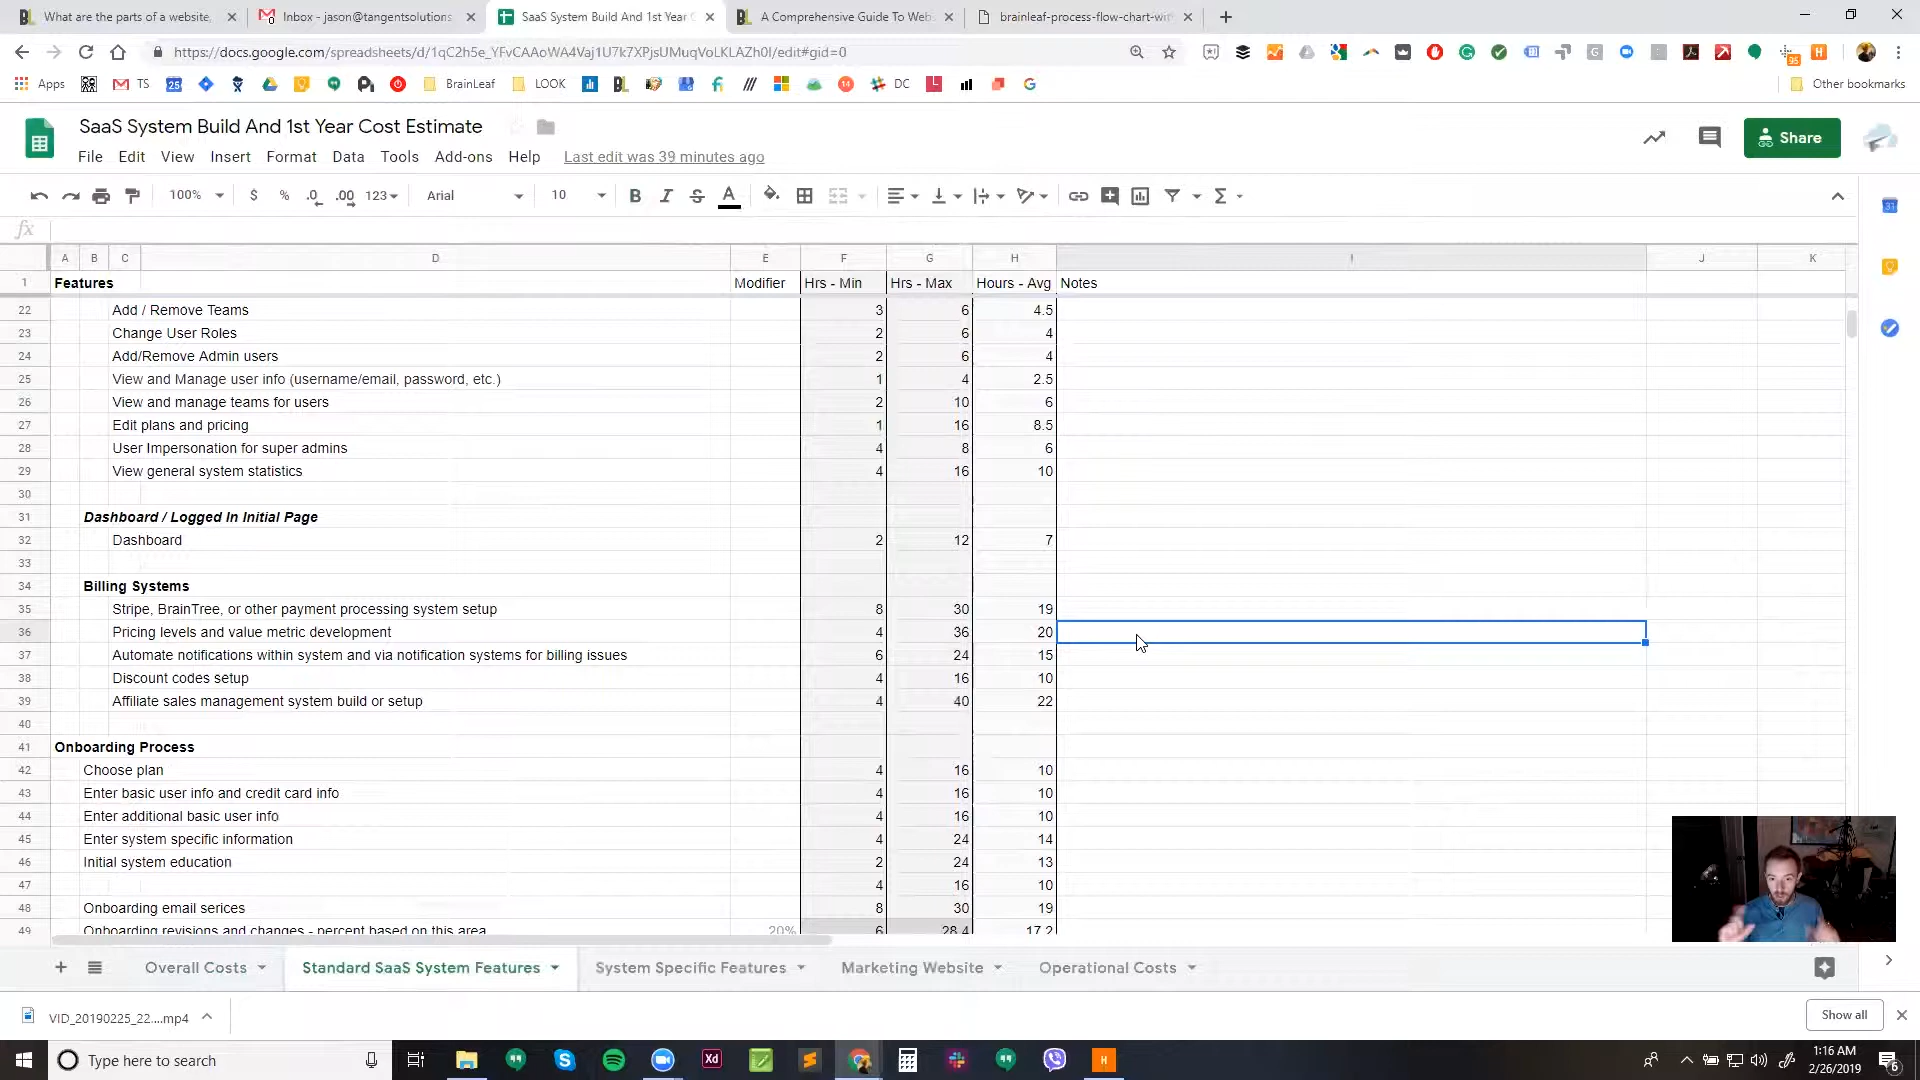 What are the parts of a website,
Inbox - jason@tangentsolutions
SaaS System Build And 1st Year C
A Comprehensive Guide To Web
brainleaf-process-flow-chart-wit
https://docs.google.com/spreadsheets/d/1qC2h5e_YFvCAAoWA4Vaj1U7k7XPjsUMuqVoLKLAZh0I/edit#gid=0
Apps TS BrainLeaf LOOK DC Other bookmarks
SaaS System Build And 1st Year Cost Estimate
Share
File Edit View Insert Format Data Tools Add-ons Help Last edit was 39 minutes ago
100% $ % .0 .00 123 Arial 10 B I S A
fx
A B C D E F G H I J K
1 Features Modifier Hrs - Min Hrs - Max Hours - Avg Notes
22 Add / Remove Teams 3 6 4.5
23 Change User Roles 2 6 4
24 Add/Remove Admin users 2 6 4
25 View and Manage user info (username/email, password, etc.) 1 4 2.5
26 View and manage teams for users 2 10 6
27 Edit plans and pricing 1 16 8.5
28 User Impersonation for super admins 4 8 6
29 View general system statistics 4 16 10
30
31 Dashboard / Logged In Initial Page
32 Dashboard 2 12 7
33
34 Billing Systems
35 Stripe, BrainTree, or other payment processing system setup 8 30 19
36 Pricing levels and value metric development 4 36 20
37 Automate notifications within system and via notification systems for billing issues 6 24 15
38 Discount codes setup 4 16 10
39 Affiliate sales management system build or setup 4 40 22
40
41 Onboarding Process
42 Choose plan 4 16 10
43 Enter basic user info and credit card info 4 16 10
44 Enter additional basic user info 4 16 10
45 Enter system specific information 4 24 14
46 Initial system education 2 24 13
47 4 16 10
48 Onboarding email serices 8 30 19
49 Onboarding revisions and changes - percent based on this area 20% 6 28.4 17.2
Overall Costs Standard SaaS System Features System Specific Features Marketing Website Operational Costs
VID_20190225_22....mp4
Show all
Type here to search
1:16 AM
2/26/2019